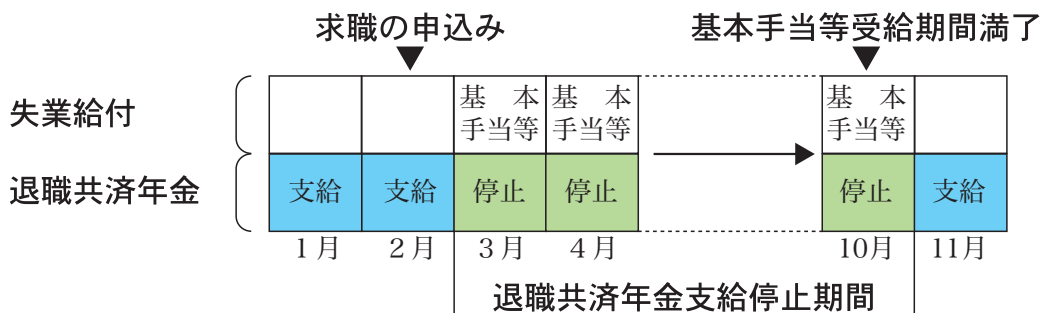 求職の申込み
基本手当等受給期間満了
失業給付
基本
手当等
基本
手当等
基本
手当等
退職共済年金
支給
支給
停止
停止
停止
支給
1月
2月
3月
4月
10月
11月
退職共済年金支給停止期間